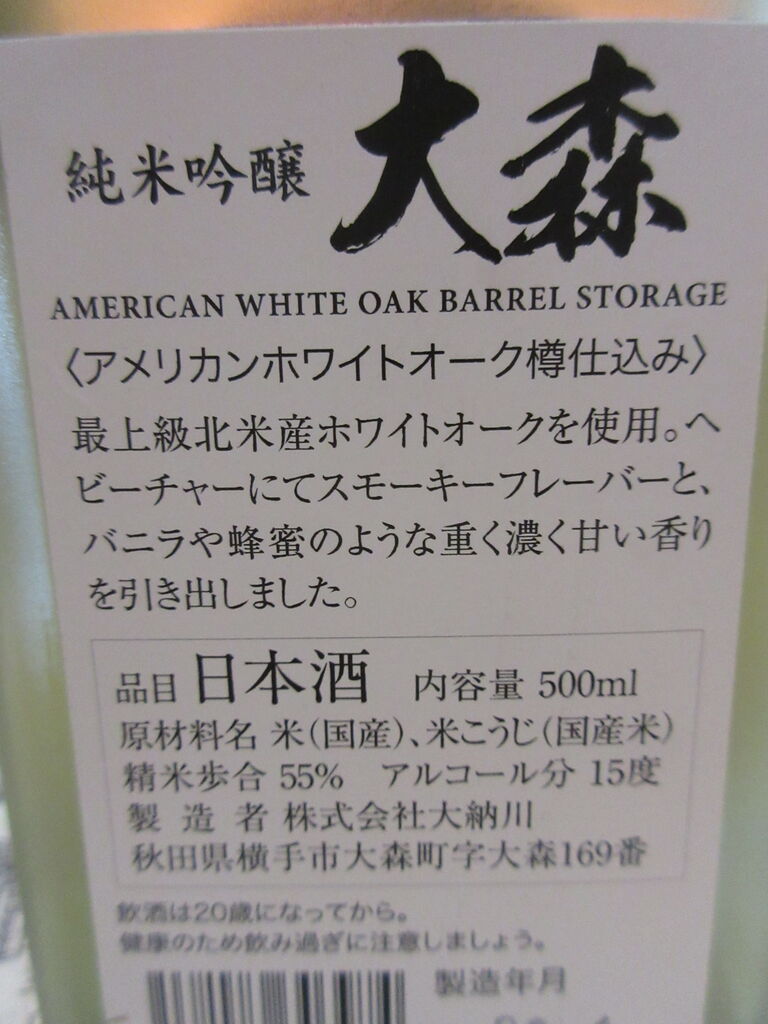 純米吟醸 大森
AMERICAN WHITE OAK BARREL STORAGE
〈アメリカンホワイトオーク樽仕込み〉
最上級北米産ホワイトオークを使用。ヘ
ビーチャーにてスモーキーフレーバーと、
バニラや蜂蜜のような重く濃く甘い香り
を引き出しました。
品目 日本酒 内容量 500ml
原材料名 米(国産)、米こうじ(国産米)
精米歩合 55% アルコール分 15度
製造者 株式会社大納川
秋田県横手市大森町字大森169番
飲酒は20歳になってから。
健康のため飲み過ぎに注意しましょう。
製造年月